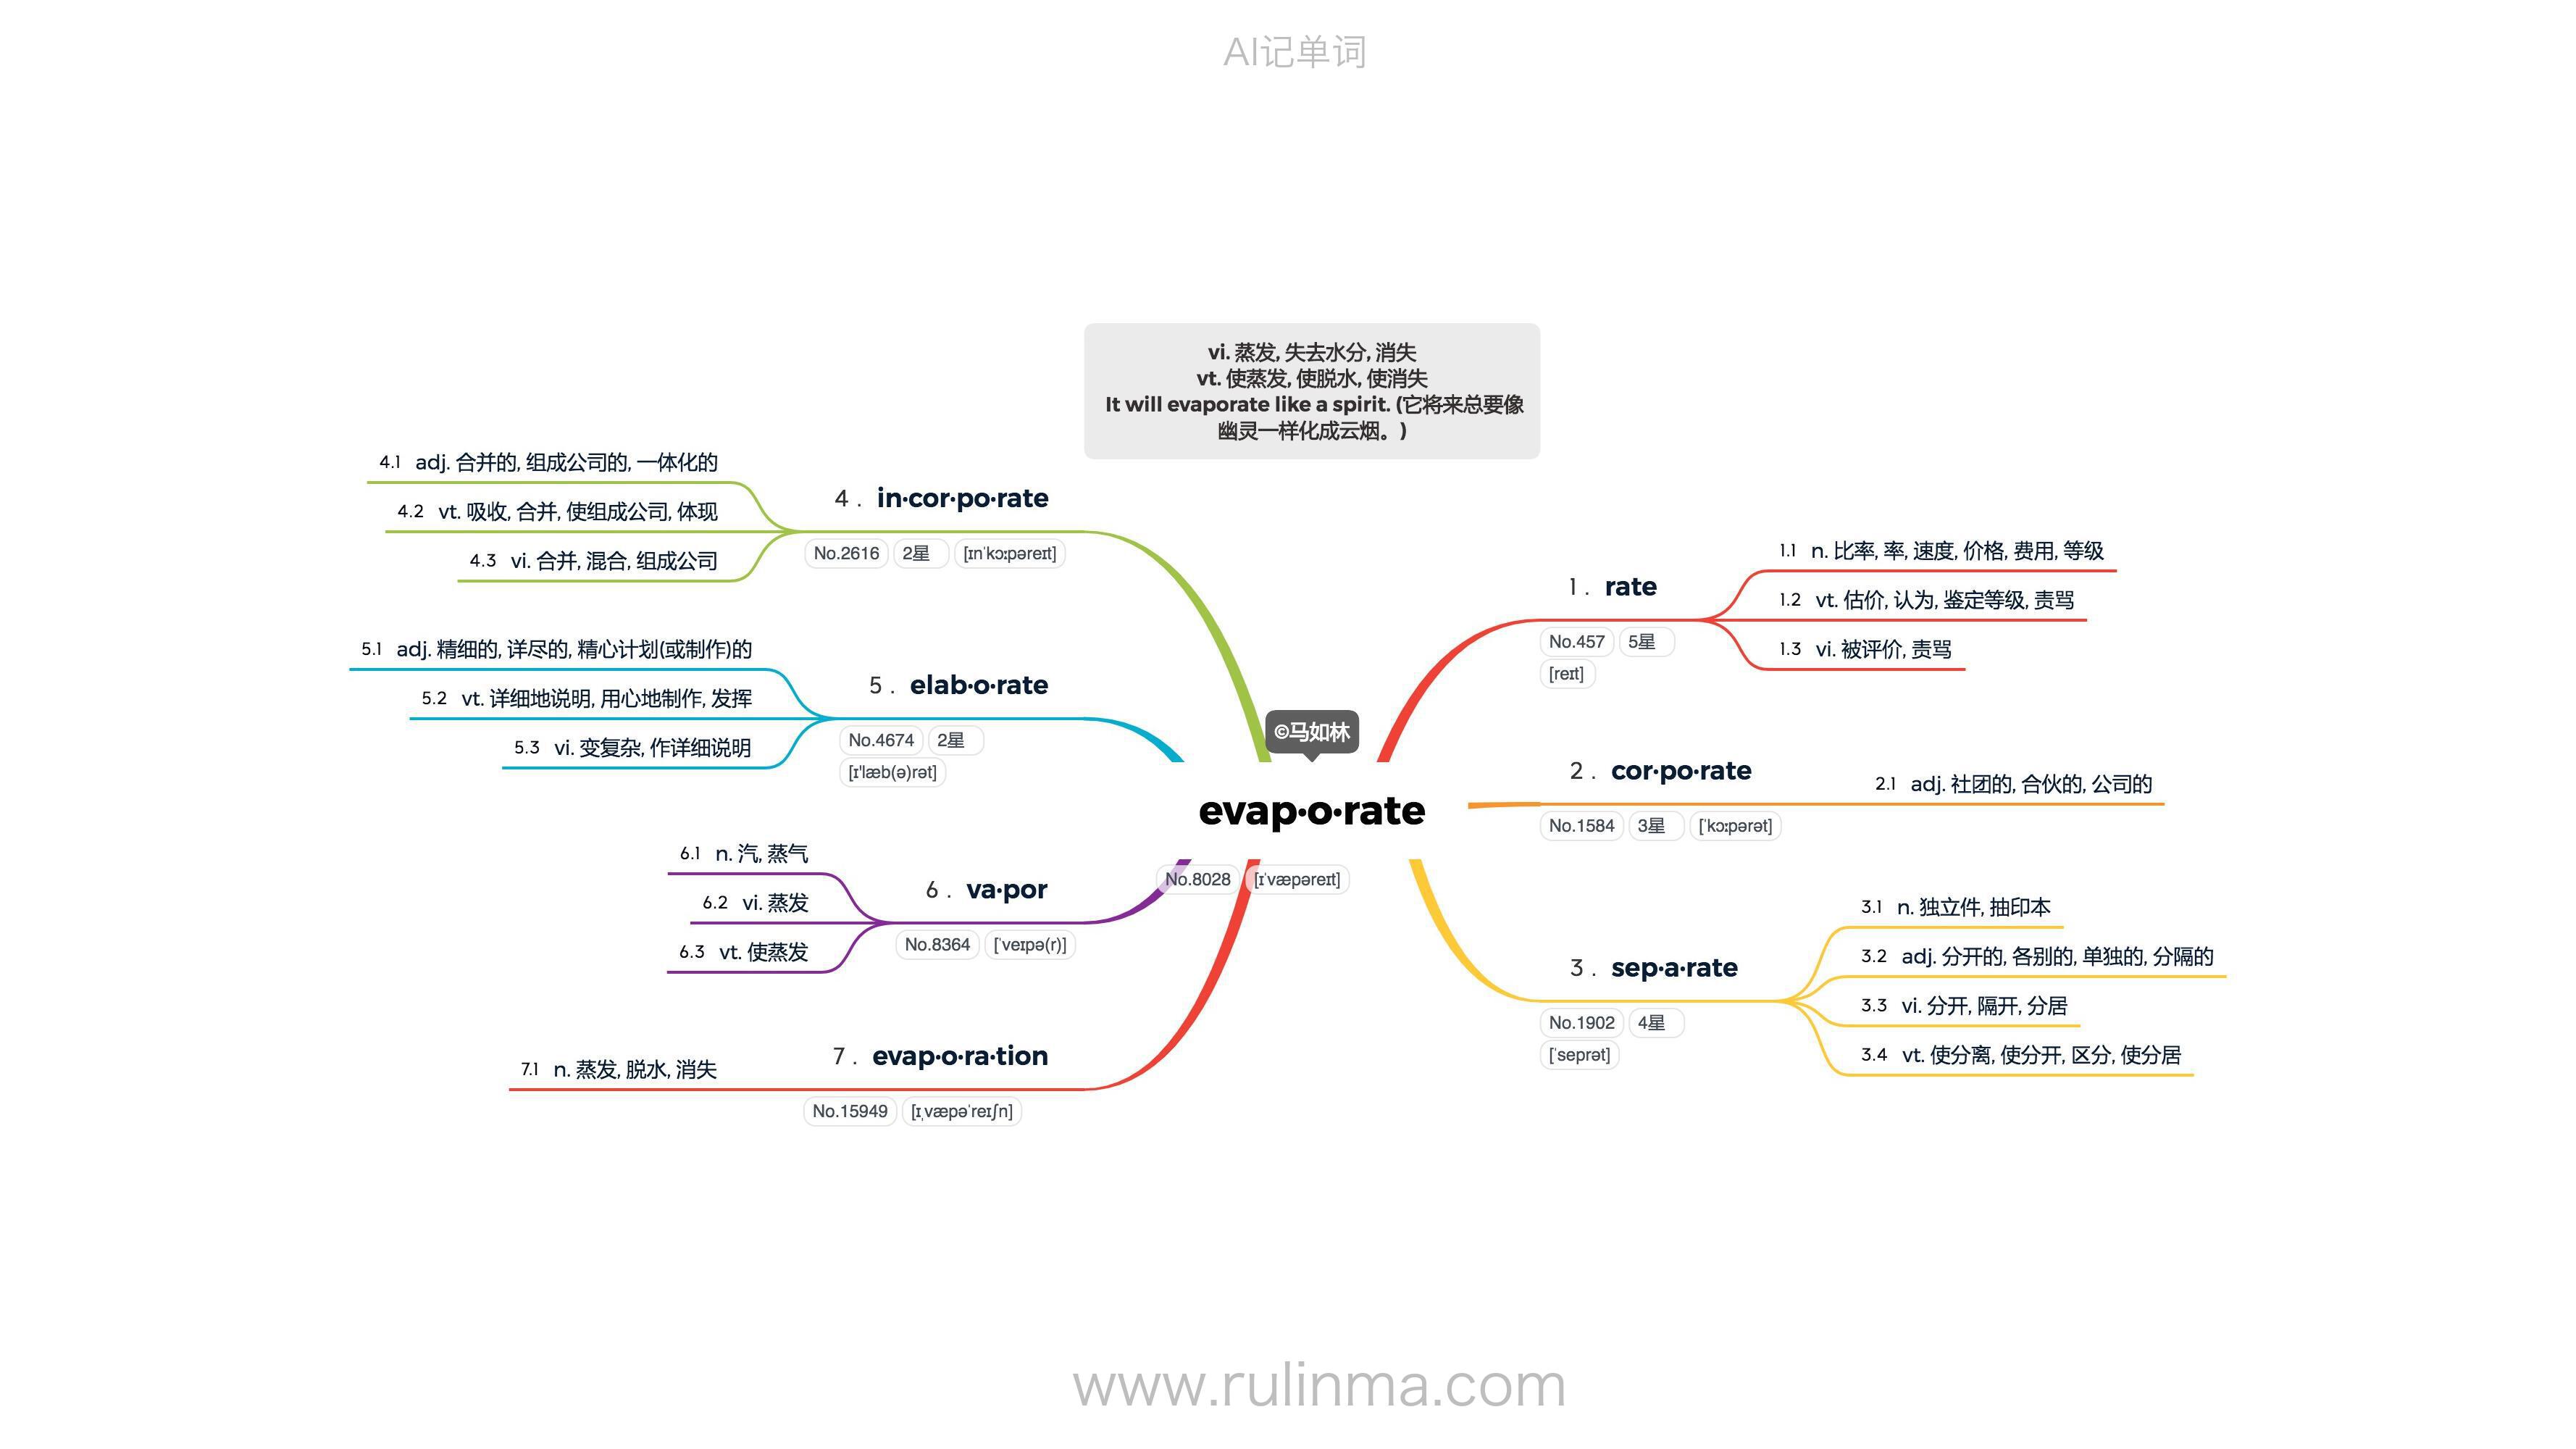 AI记单词
vi. 蒸发, 失去水分, 消失
vt. 使蒸发, 使脱水, 使消失
It will evaporate like a spirit. (它将来总要像
幽灵一样化成云烟。)
©马如林
evap·o·rate
No.8028 [ɪˈvæpəreɪt]
1 . rate
No.457 5星
[reɪt]
1.1 n. 比率, 率, 速度, 价格, 费用, 等级
1.2 vt. 估价, 认为, 鉴定等级, 责骂
1.3 vi. 被评价, 责骂
2 . cor·po·rate
No.1584 3星 [ˈkɔːpərət]
2.1 adj. 社团的, 合伙的, 公司的
3 . sep·a·rate
No.1902 4星
[ˈseprət]
3.1 n. 独立件, 抽印本
3.2 adj. 分开的, 各别的, 单独的, 分隔的
3.3 vi. 分开, 隔开, 分居
3.4 vt. 使分离, 使分开, 区分, 使分居
4 . in·cor·po·rate
No.2616 2星 [ɪnˈkɔːpəreɪt]
4.1 adj. 合并的, 组成公司的, 一体化的
4.2 vt. 吸收, 合并, 使组成公司, 体现
4.3 vi. 合并, 混合, 组成公司
5 . elab·o·rate
No.4674 2星
[ɪ'læb(ə)rət]
5.1 adj. 精细的, 详尽的, 精心计划(或制作)的
5.2 vt. 详细地说明, 用心地制作, 发挥
5.3 vi. 变复杂, 作详细说明
6 . va·por
No.8364 [ˈveɪpə(r)]
6.1 n. 汽, 蒸气
6.2 vi. 蒸发
6.3 vt. 使蒸发
7 . evap·o·ra·tion
No.15949 [ɪˌvæpəˈreɪʃn]
7.1 n. 蒸发, 脱水, 消失
www.rulinma.com